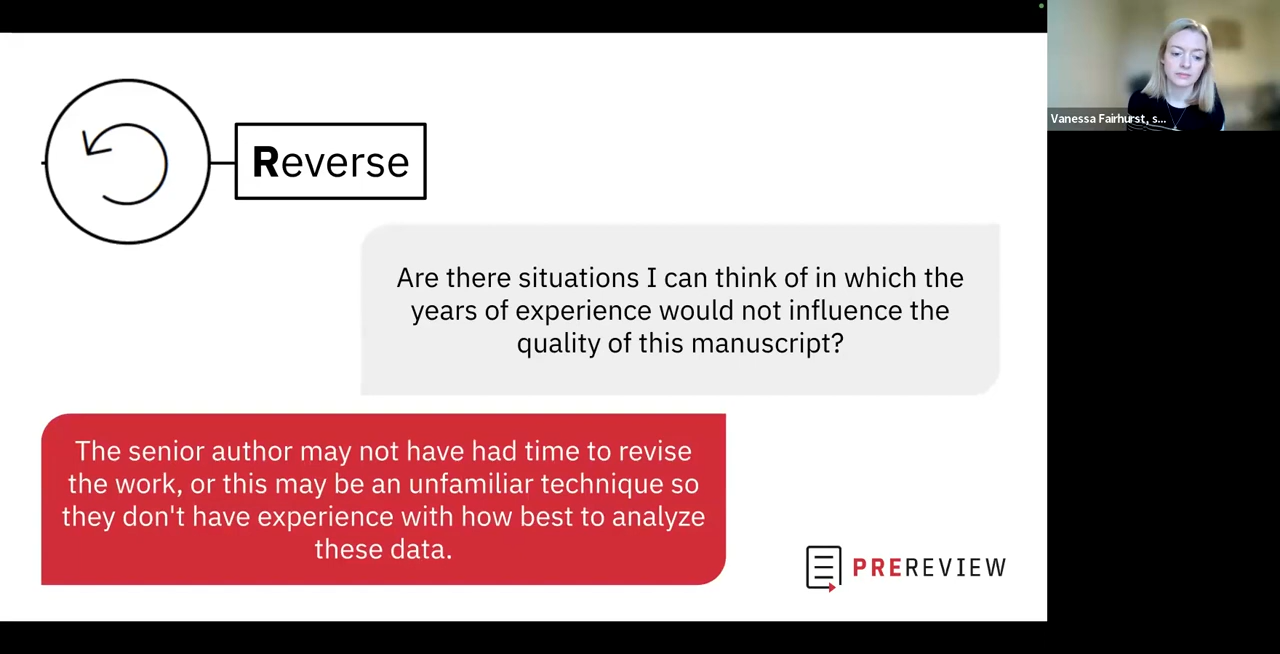 Reverse
Are there situations I can think of in which the
years of experience would not influence the
quality of this manuscript?
The senior author may not have had time to revise
the work, or this may be an unfamiliar technique so
they don't have experience with how best to analyze
these data.
PREREVIEW
Vanessa Fairhurst, s...